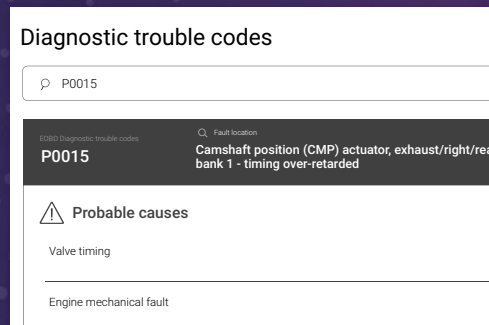 Diagnostic trouble codes
P0015
EOBD Diagnostic trouble codes
P0015
Fault location
Camshaft position (CMP) actuator, exhaust/right/rea
bank 1 - timing over-retarded
Probable causes
Valve timing
Engine mechanical fault